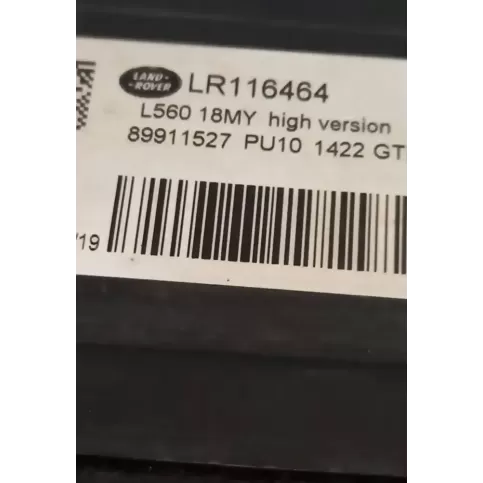 LAND-
-ROVER
LR116464
L560 18MY high version
89911527 PU10 1422 GT
/19